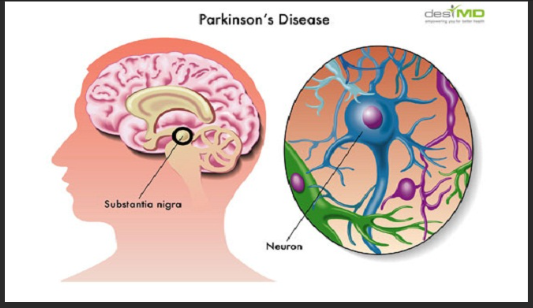 Parkinson's Disease
desiMD
empowering you for better health
Substantia nigra
Neuron